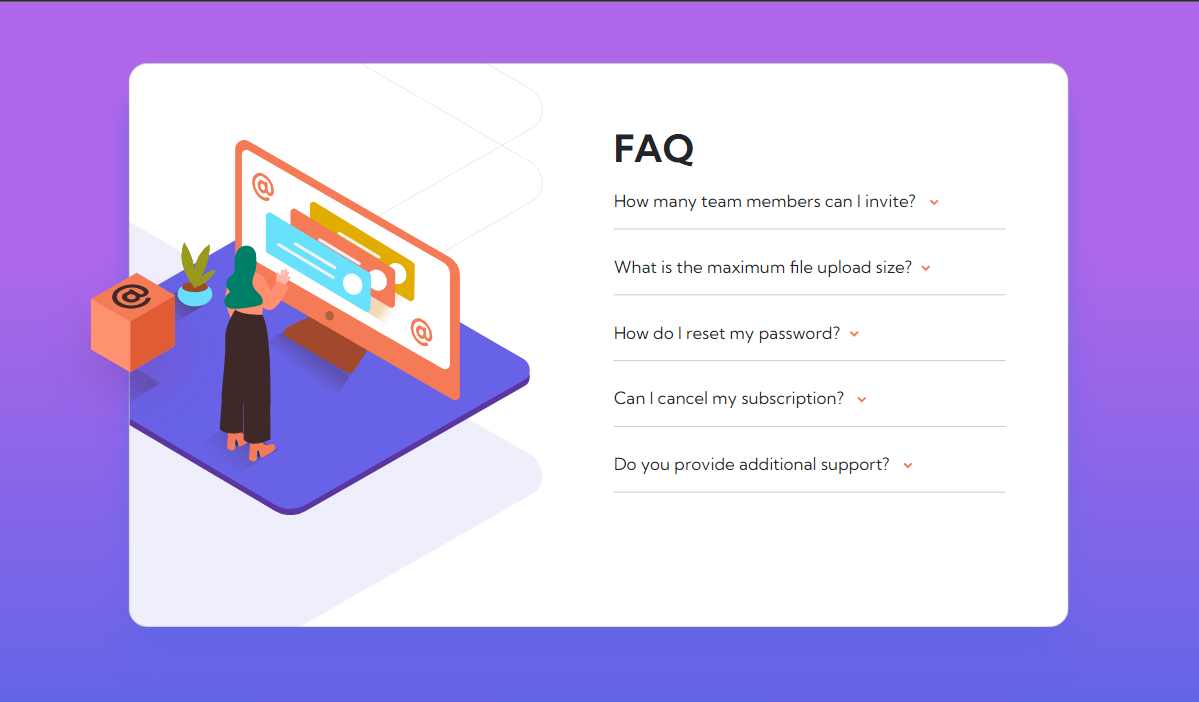 FAQ
How many team members can I invite?
What is the maximum file upload size?
How do I reset my password?
Can I cancel my subscription?
Do you provide additional support?
@
@
@